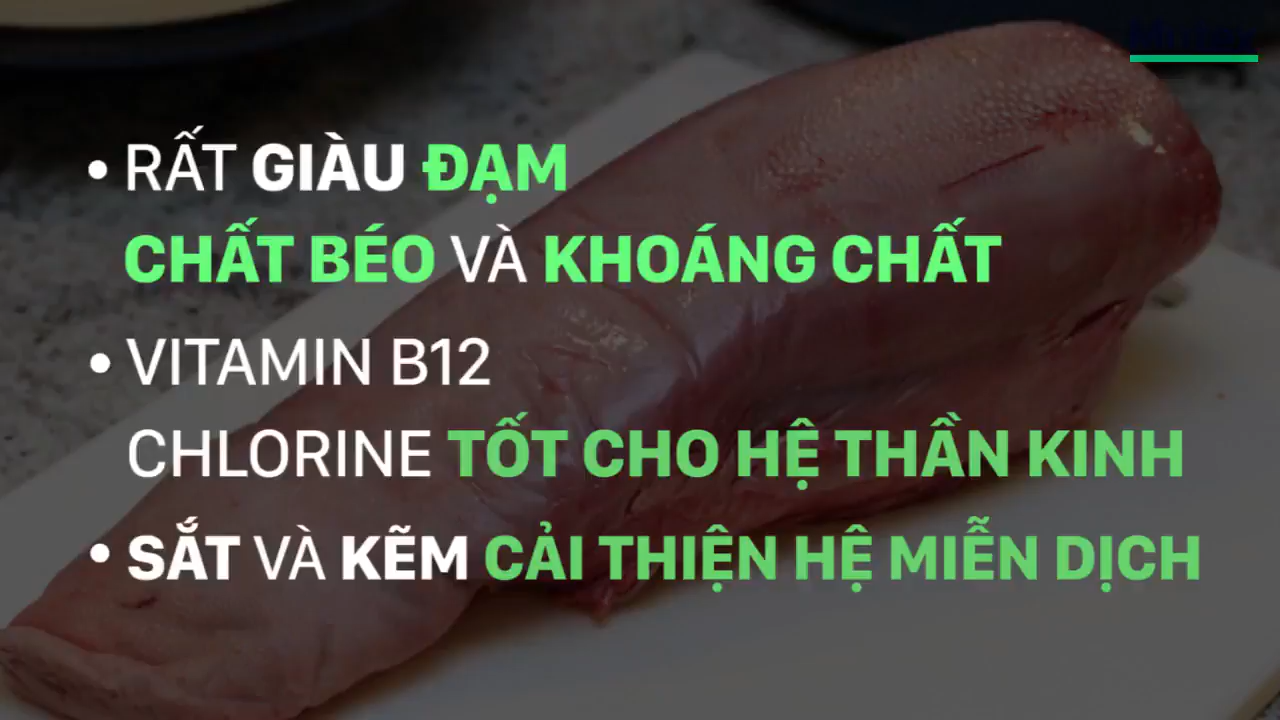 • RẤT GIÀU ĐẠM
CHẤT BÉO VÀ KHOÁNG CHẤT
• VITAMIN B12
CHLORINE TỐT CHO HỆ THẦN KINH
• SẮT VÀ KẼM CẢI THIỆN HỆ MIỄN DỊCH